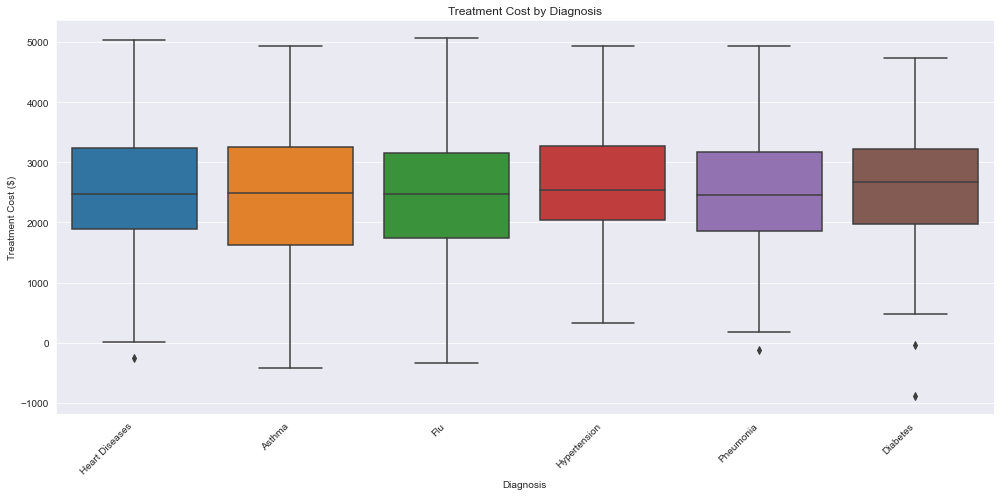 Treatment Cost by Diagnosis
Treatment Cost ($)
5000
4000
3000
2000
1000
0
−1000
Heart Diseases
Asthma
Flu
Hypertension
Pneumonia
Diabetes
Diagnosis